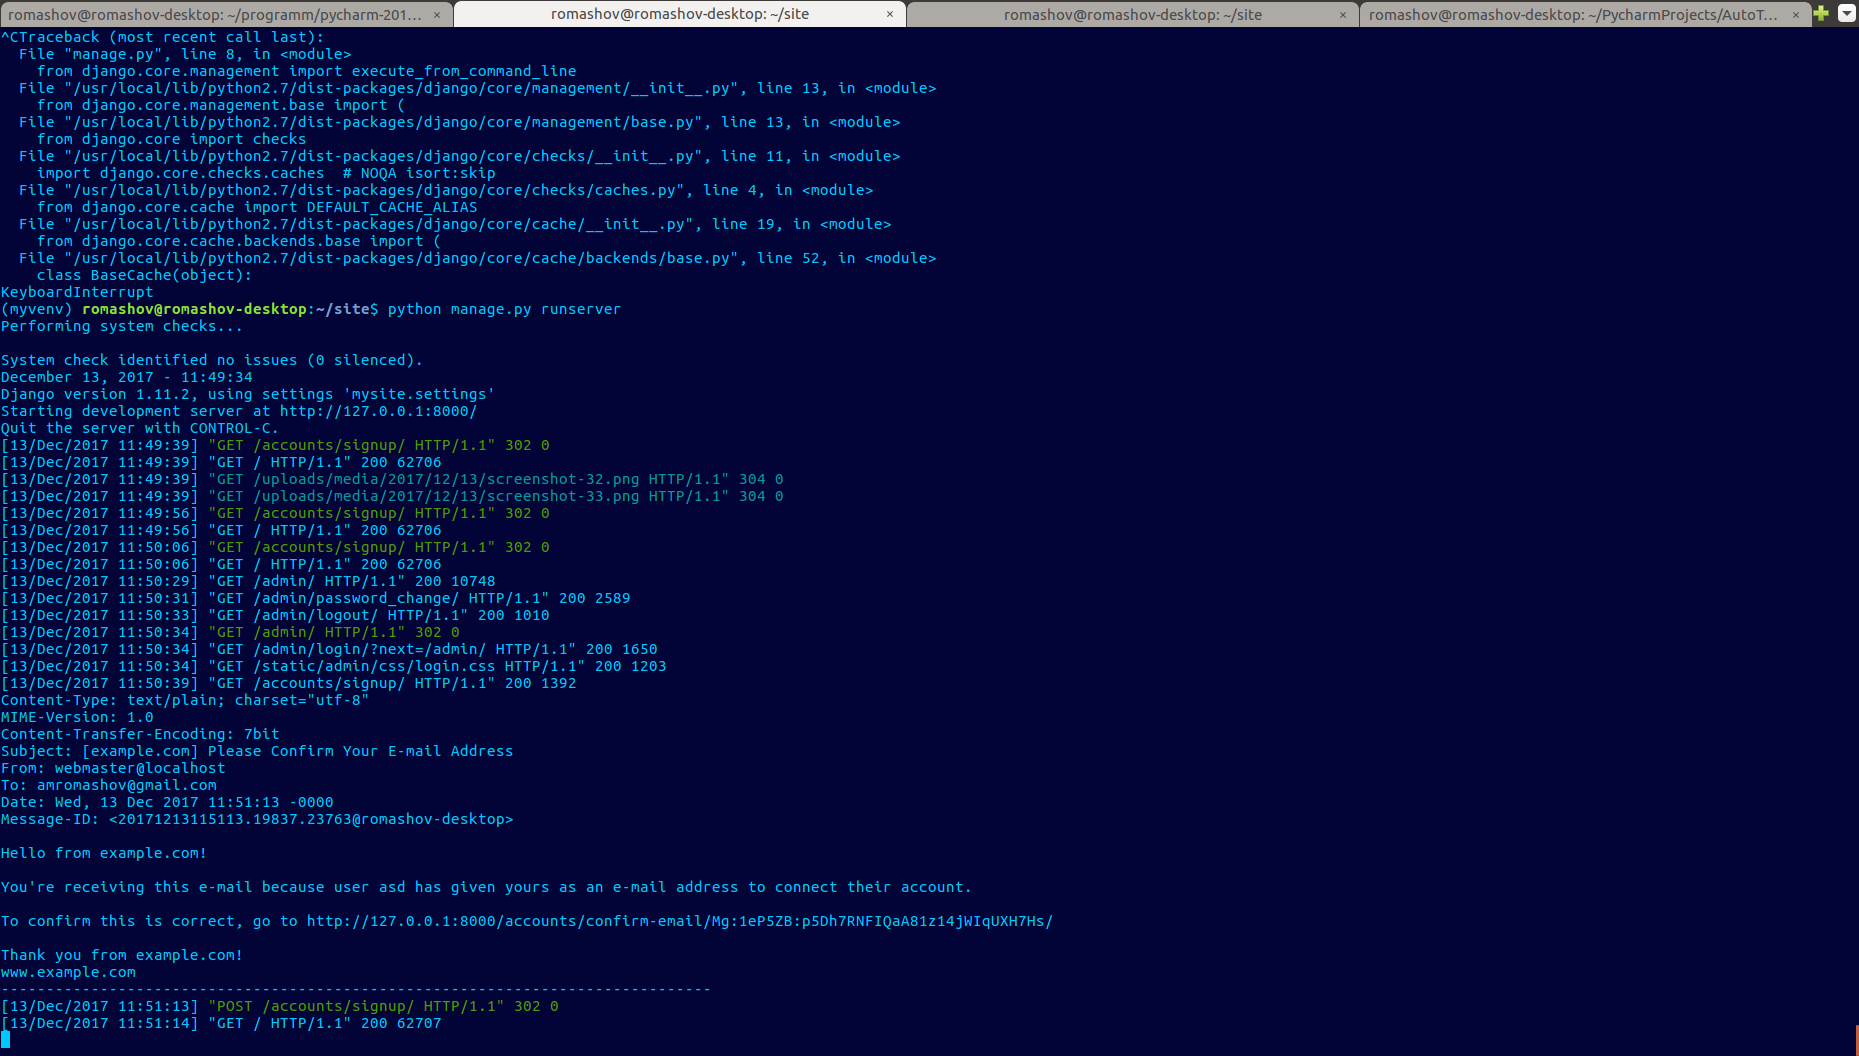 romashov@romashov-desktop: ~/programm/pycharm-201... × romashov@romashov-desktop: ~/site × romashov@romashov-desktop: ~/site × romashov@romashov-desktop: ~/PycharmProjects/AutoT... ×
^CTraceback (most recent call last):
  File "manage.py", line 8, in <module>
    from django.core.management import execute_from_command_line
  File "/usr/local/lib/python2.7/dist-packages/django/core/management/__init__.py", line 13, in <module>
    from django.core.management.base import (
  File "/usr/local/lib/python2.7/dist-packages/django/core/management/base.py", line 13, in <module>
    from django.core import checks
  File "/usr/local/lib/python2.7/dist-packages/django/core/checks/__init__.py", line 11, in <module>
    import django.core.checks.caches  # NOQA isort:skip
  File "/usr/local/lib/python2.7/dist-packages/django/core/checks/caches.py", line 4, in <module>
    from django.core.cache import DEFAULT_CACHE_ALIAS
  File "/usr/local/lib/python2.7/dist-packages/django/core/cache/__init__.py", line 19, in <module>
    from django.core.cache.backends.base import (
  File "/usr/local/lib/python2.7/dist-packages/django/core/cache/backends/base.py", line 52, in <module>
    class BaseCache(object):
KeyboardInterrupt
(myvenv) romashov@romashov-desktop:~/site$ python manage.py runserver
Performing system checks...

System check identified no issues (0 silenced).
December 13, 2017 - 11:49:34
Django version 1.11.2, using settings 'mysite.settings'
Starting development server at http://127.0.0.1:8000/
Quit the server with CONTROL-C.
[13/Dec/2017 11:49:39] "GET /accounts/signup/ HTTP/1.1" 302 0
[13/Dec/2017 11:49:39] "GET / HTTP/1.1" 200 62706
[13/Dec/2017 11:49:39] "GET /uploads/media/2017/12/13/screenshot-32.png HTTP/1.1" 304 0
[13/Dec/2017 11:49:39] "GET /uploads/media/2017/12/13/screenshot-33.png HTTP/1.1" 304 0
[13/Dec/2017 11:49:56] "GET /accounts/signup/ HTTP/1.1" 302 0
[13/Dec/2017 11:49:56] "GET / HTTP/1.1" 200 62706
[13/Dec/2017 11:50:06] "GET /accounts/signup/ HTTP/1.1" 302 0
[13/Dec/2017 11:50:06] "GET / HTTP/1.1" 200 62706
[13/Dec/2017 11:50:29] "GET /admin/ HTTP/1.1" 200 10748
[13/Dec/2017 11:50:31] "GET /admin/password_change/ HTTP/1.1" 200 2589
[13/Dec/2017 11:50:33] "GET /admin/logout/ HTTP/1.1" 200 1010
[13/Dec/2017 11:50:34] "GET /admin/ HTTP/1.1" 302 0
[13/Dec/2017 11:50:34] "GET /admin/login/?next=/admin/ HTTP/1.1" 200 1650
[13/Dec/2017 11:50:34] "GET /static/admin/css/login.css HTTP/1.1" 200 1203
[13/Dec/2017 11:50:39] "GET /accounts/signup/ HTTP/1.1" 200 1392
Content-Type: text/plain; charset="utf-8"
MIME-Version: 1.0
Content-Transfer-Encoding: 7bit
Subject: [example.com] Please Confirm Your E-mail Address
From: webmaster@localhost
To: amromashov@gmail.com
Date: Wed, 13 Dec 2017 11:51:13 -0000
Message-ID: <20171213115113.19837.23763@romashov-desktop>

Hello from example.com!

You're receiving this e-mail because user asd has given yours as an e-mail address to connect their account.

To confirm this is correct, go to http://127.0.0.1:8000/accounts/confirm-email/Mg:1eP5ZB:p5Dh7RNFIQaA81z14jWIqUXH7Hs/

Thank you from example.com!
www.example.com
-------------------------------------------------------------------------------
[13/Dec/2017 11:51:13] "POST /accounts/signup/ HTTP/1.1" 302 0
[13/Dec/2017 11:51:14] "GET / HTTP/1.1" 200 62707